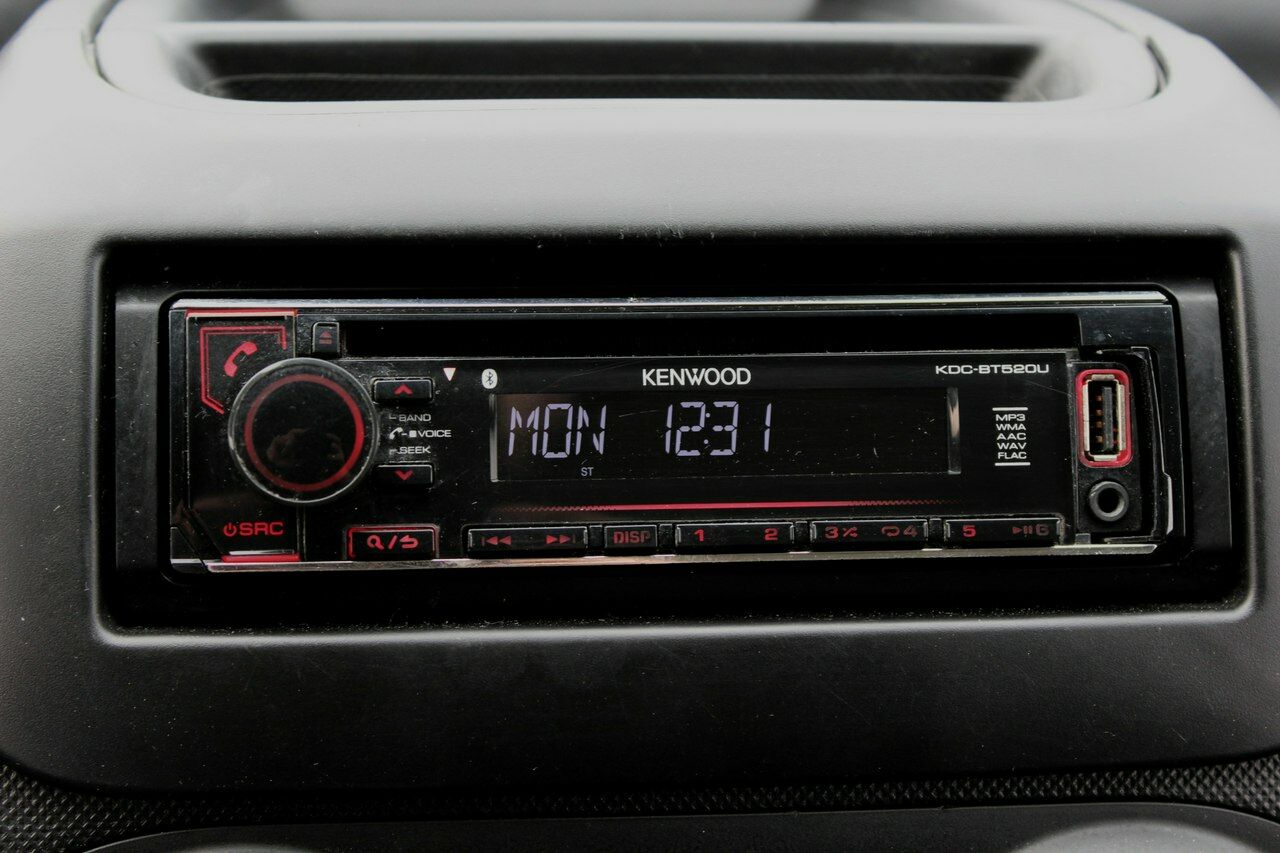 KENWOOD
KDC-BT520U
BAND
VOICE
SEEK
MON 12:31
ST
MP3
WMA
AAC
WAV
FLAC
SRC
DISP
1 2
3 4
5 6